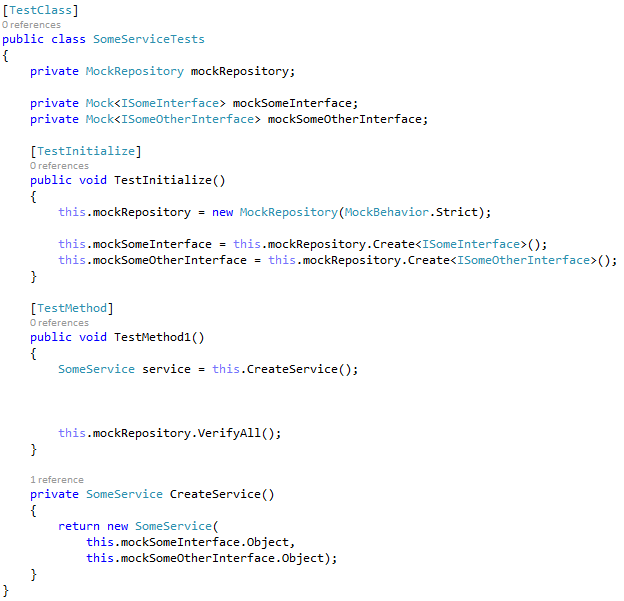 [TestClass]
0 references
public class SomeServiceTests
{
    private MockRepository mockRepository;

    private Mock<ISomeInterface> mockSomeInterface;
    private Mock<ISomeOtherInterface> mockSomeOtherInterface;

    [TestInitialize]
    0 references
    public void TestInitialize()
    {
        this.mockRepository = new MockRepository(MockBehavior.Strict);

        this.mockSomeInterface = this.mockRepository.Create<ISomeInterface>();
        this.mockSomeOtherInterface = this.mockRepository.Create<ISomeOtherInterface>();
    }

    [TestMethod]
    0 references
    public void TestMethod1()
    {
        SomeService service = this.CreateService();



        this.mockRepository.VerifyAll();
    }

    1 reference
    private SomeService CreateService()
    {
        return new SomeService(
            this.mockSomeInterface.Object,
            this.mockSomeOtherInterface.Object);
    }
}